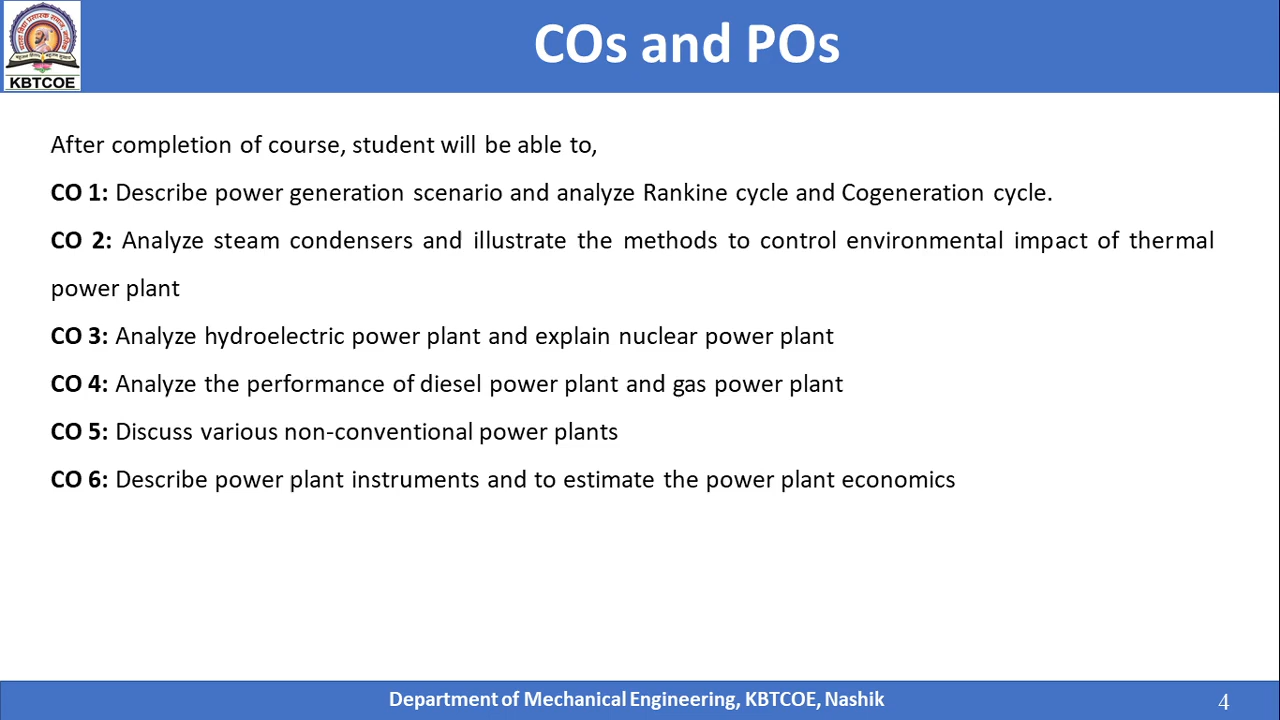 COs and POs
KBTCOE
After completion of course, student will be able to,
CO 1: Describe power generation scenario and analyze Rankine cycle and Cogeneration cycle.
CO 2: Analyze steam condensers and illustrate the methods to control environmental impact of thermal
power plant
CO 3: Analyze hydroelectric power plant and explain nuclear power plant
CO 4: Analyze the performance of diesel power plant and gas power plant
CO 5: Discuss various non-conventional power plants
CO 6: Describe power plant instruments and to estimate the power plant economics
Department of Mechanical Engineering, KBTCOE, Nashik
4